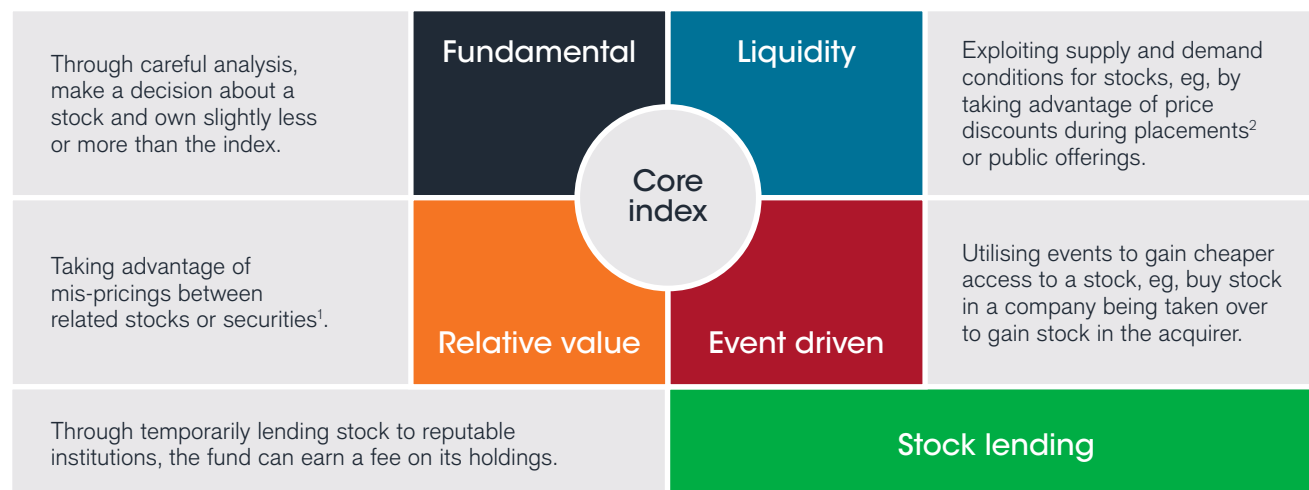 Through careful analysis,
make a decision about a
stock and own slightly less
or more than the index.
Fundamental
Liquidity
Exploiting supply and demand
conditions for stocks, eg, by
taking advantage of price
discounts during placements²
or public offerings.
Core
index
Taking advantage of
mis-pricings between
related stocks or securities¹.
Relative value
Event driven
Utilising events to gain cheaper
access to a stock, eg, buy stock
in a company being taken over
to gain stock in the acquirer.
Through temporarily lending stock to reputable
institutions, the fund can earn a fee on its holdings.
Stock lending